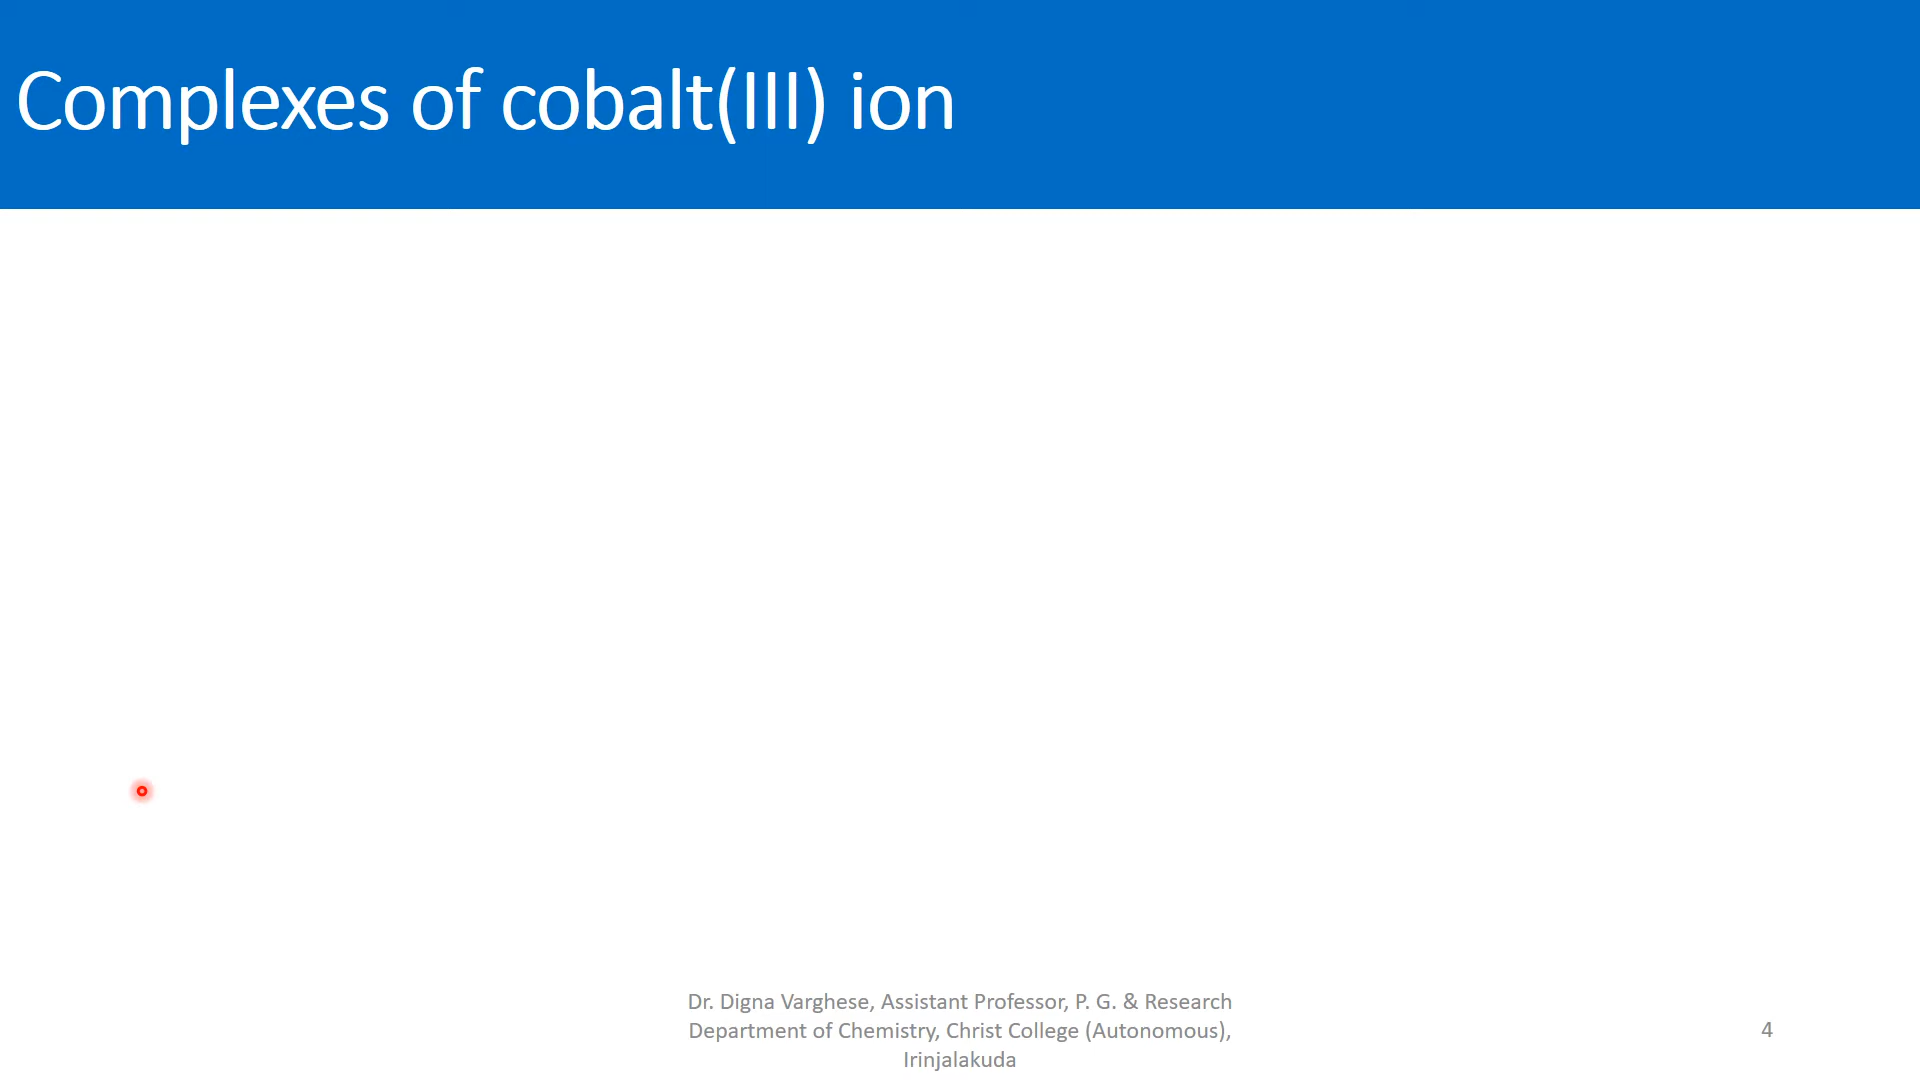 Complexes of cobalt(III) ion
Dr. Digna Varghese, Assistant Professor, P. G. & Research
Department of Chemistry, Christ College (Autonomous),
Irinjalakuda
4